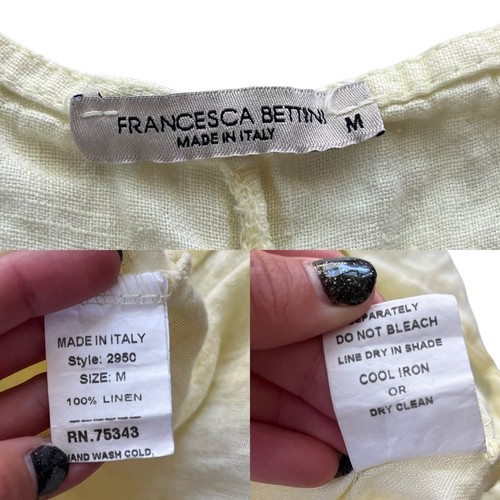 FRANCESCA BETTINI
MADE IN ITALY
M
MADE IN ITALY
Style: 2950
SIZE: M
100% LINEN
RN.75343
HAND WASH COLD,
SEPARATELY
DO NOT BLEACH
LINE DRY IN SHADE
COOL IRON
OR
DRY CLEAN